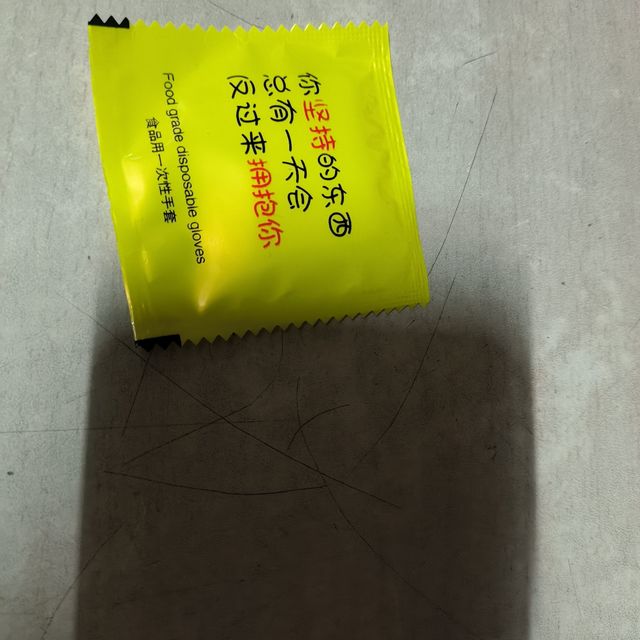 你坚持的东西
总有一天会
反过来拥抱你
Food grade disposable gloves
食品用一次性手套